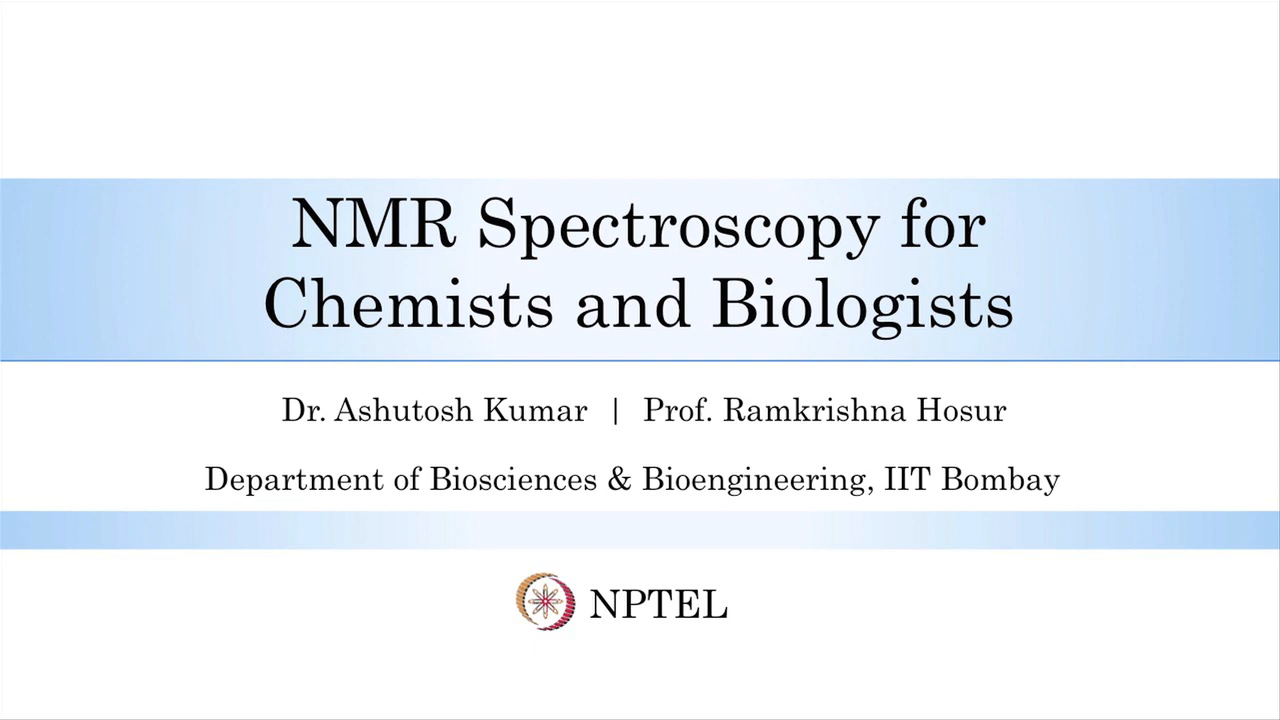 NMR Spectroscopy for
Chemists and Biologists
Dr. Ashutosh Kumar | Prof. Ramkrishna Hosur
Department of Biosciences & Bioengineering, IIT Bombay
NPTEL